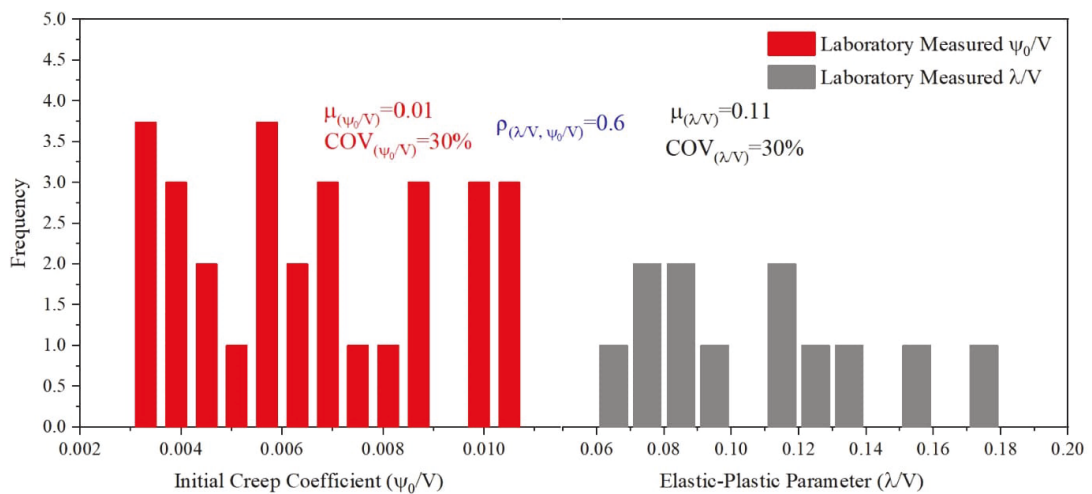 5.0
4.5
4.0
3.5
3.0
2.5
2.0
1.5
1.0
0.5
0.0
Frequency
Laboratory Measured ψ₀/V
Laboratory Measured λ/V
μ(ψ₀/V)=0.01
COV(ψ₀/V)=30%
ρ(λ/V, ψ₀/V)=0.6
μ(λ/V)=0.11
COV(λ/V)=30%
0.002 0.004 0.006 0.008 0.010 0.06 0.08 0.10 0.12 0.14 0.16 0.18 0.20
Initial Creep Coefficient (ψ₀/V) Elastic-Plastic Parameter (λ/V)